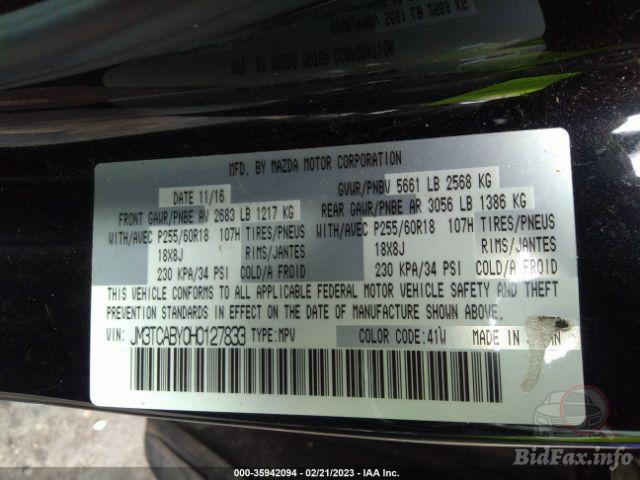 MFD. BY MAZDA MOTOR CORPORATION
DATE 11/16
GVWR/PNBV 5661 LB 2568 KG
FRONT GAWR/PNBE AV 2683 LB 1217 KG
REAR GAWR/PNBE AR 3056 LB 1386 KG
WITH/AVEC P255/60R18 107H TIRES/PNEUS
WITH/AVEC P255/60R18 107H TIRES/PNEUS
18X8J RIMS/JANTES
18X8J RIMS/JANTES
230 KPA/34 PSI COLD/A FROID
230 KPA/34 PSI COLD/A FROID
THIS VEHICLE CONFORMS TO ALL APPLICABLE FEDERAL MOTOR VEHICLE SAFETY AND THEFT
PREVENTION STANDARDS IN EFFECT ON THE DATE OF MANUFACTURE SHOWN ABOVE.
VIN: JM3TCABY0H0127833 TYPE:MPV
COLOR CODE:41W
MADE IN
000-35942094 - 02/21/2023 - IAA Inc.
BidFax.info